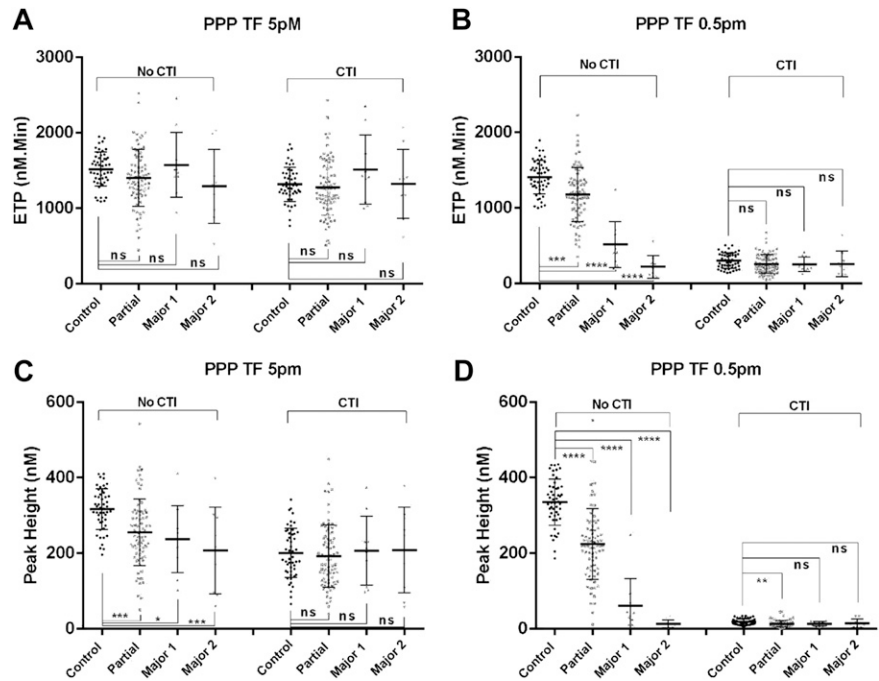 A PPP TF 5pM
No CTI CTI
3000
2000
1000
0
ETP (nM.Min)
ns ns ns ns ns ns
Control Partial Major 1 Major 2 Control Partial Major 1 Major 2
B PPP TF 0.5pm
No CTI CTI
3000
2000
1000
0
ETP (nM.Min)
ns
ns
ns
*** **** ****
Control Partial Major 1 Major 2 Control Partial Major 1 Major 2
C PPP TF 5pm
No CTI CTI
600
400
200
0
Peak Height (nM)
*** * *** ns ns ns
Control Partial Major 1 Major 2 Control Partial Major 1 Major 2
D PPP TF 0.5pm
No CTI CTI
600
400
200
0
Peak Height (nM)
**** **** ****
ns
ns
**
Control Partial Major 1 Major 2 Control Partial Major 1 Major 2